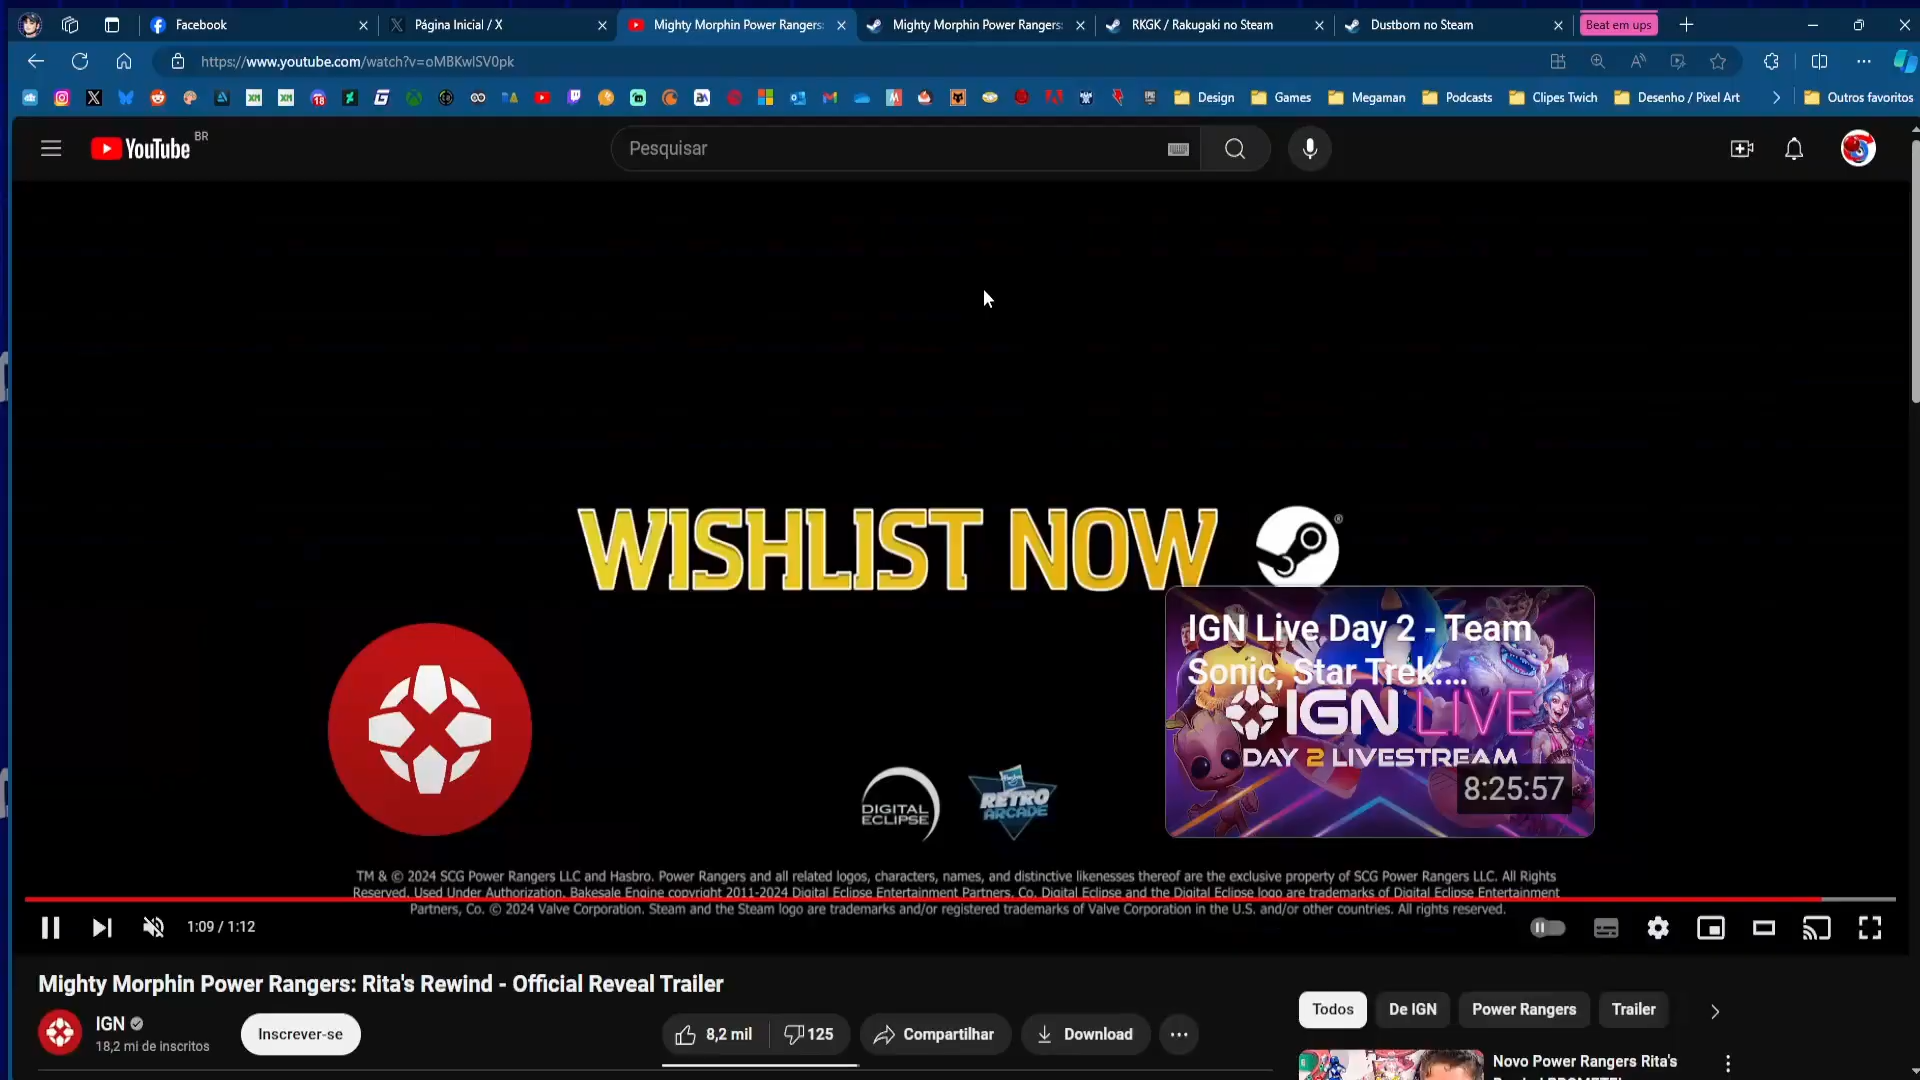 Facebook
Página Inicial / X
Mighty Morphin Power Rangers:
Mighty Morphin Power Rangers:
RKGK / Rakugaki no Steam
Dustborn no Steam
Beat em ups
https://www.youtube.com/watch?v=oMBKwlSV0pk
Design
Games
Megaman
Podcasts
Clipes Twich
Desenho / Pixel Art
Outros favoritos
YouTube BR
Pesquisar
WISHLIST NOW
IGN Live Day 2 - Team
Sonic, Star Trek:...
IGN LIVE
DAY 2 LIVESTREAM
8:25:57
DIGITAL
ECLIPSE
RETRO
ARCADE
TM & © 2024 SCG Power Rangers LLC and Hasbro. Power Rangers and all related logos, characters, names, and distinctive likenesses thereof are the exclusive property of SCG Power Rangers LLC. All Rights
Reserved. Used Under Authorization. Bakesale Engine copyright 2011-2024 Digital Eclipse Entertainment Partners, Co. Digital Eclipse and the Digital Eclipse logo are trademarks of Digital Eclipse Entertainment
Partners, Co. © 2024 Valve Corporation. Steam and the Steam logo are trademarks and/or registered trademarks of Valve Corporation in the U.S. and/or other countries. All rights reserved.
1:09 / 1:12
Mighty Morphin Power Rangers: Rita's Rewind - Official Reveal Trailer
IGN
18,2 mi de inscritos
Inscrever-se
8,2 mil
125
Compartilhar
Download
Todos
De IGN
Power Rangers
Trailer
Novo Power Rangers Rita's